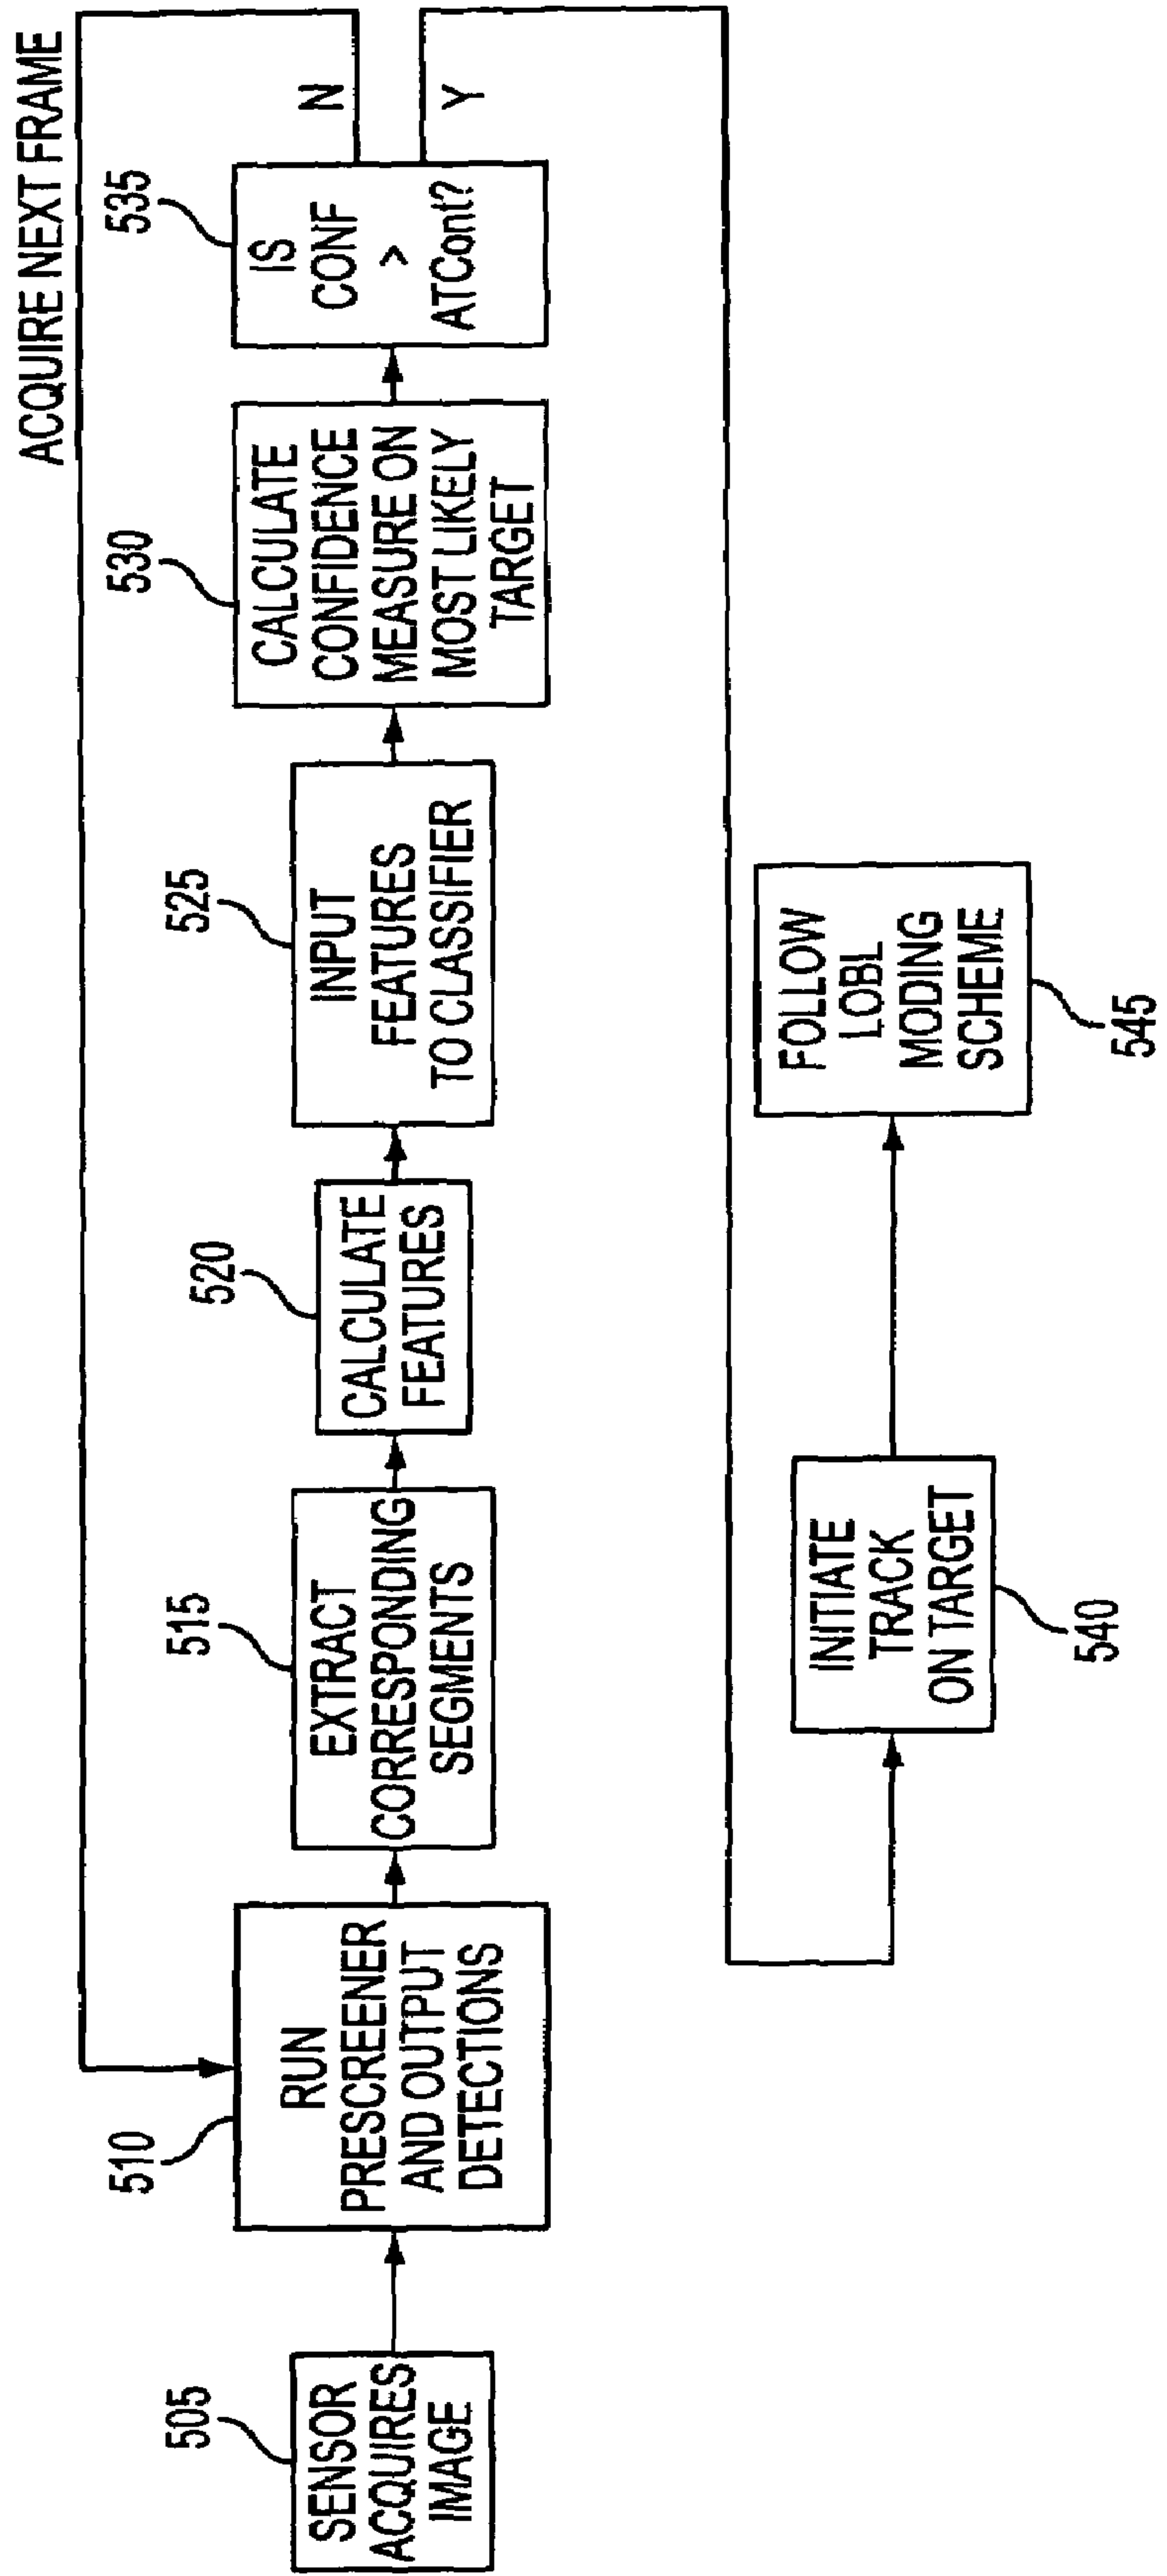 ACQUIRE NEXT FRAME
505
SENSOR
ACQUIRES
IMAGE
510
RUN
PRESCREENER
AND OUTPUT
DETECTIONS
515
EXTRACT
CORRESPONDING
SEGMENTS
520
CALCULATE
FEATURES
525
INPUT
FEATURES
TO CLASSIFIER
530
CALCULATE
CONFIDENCE
MEASURE ON
MOST LIKELY
TARGET
535
IS
CONF
>
ATCont?
N
Y
INITIATE
TRACK
ON TARGET
540
FOLLOW
LOBL
MODING
SCHEME
545